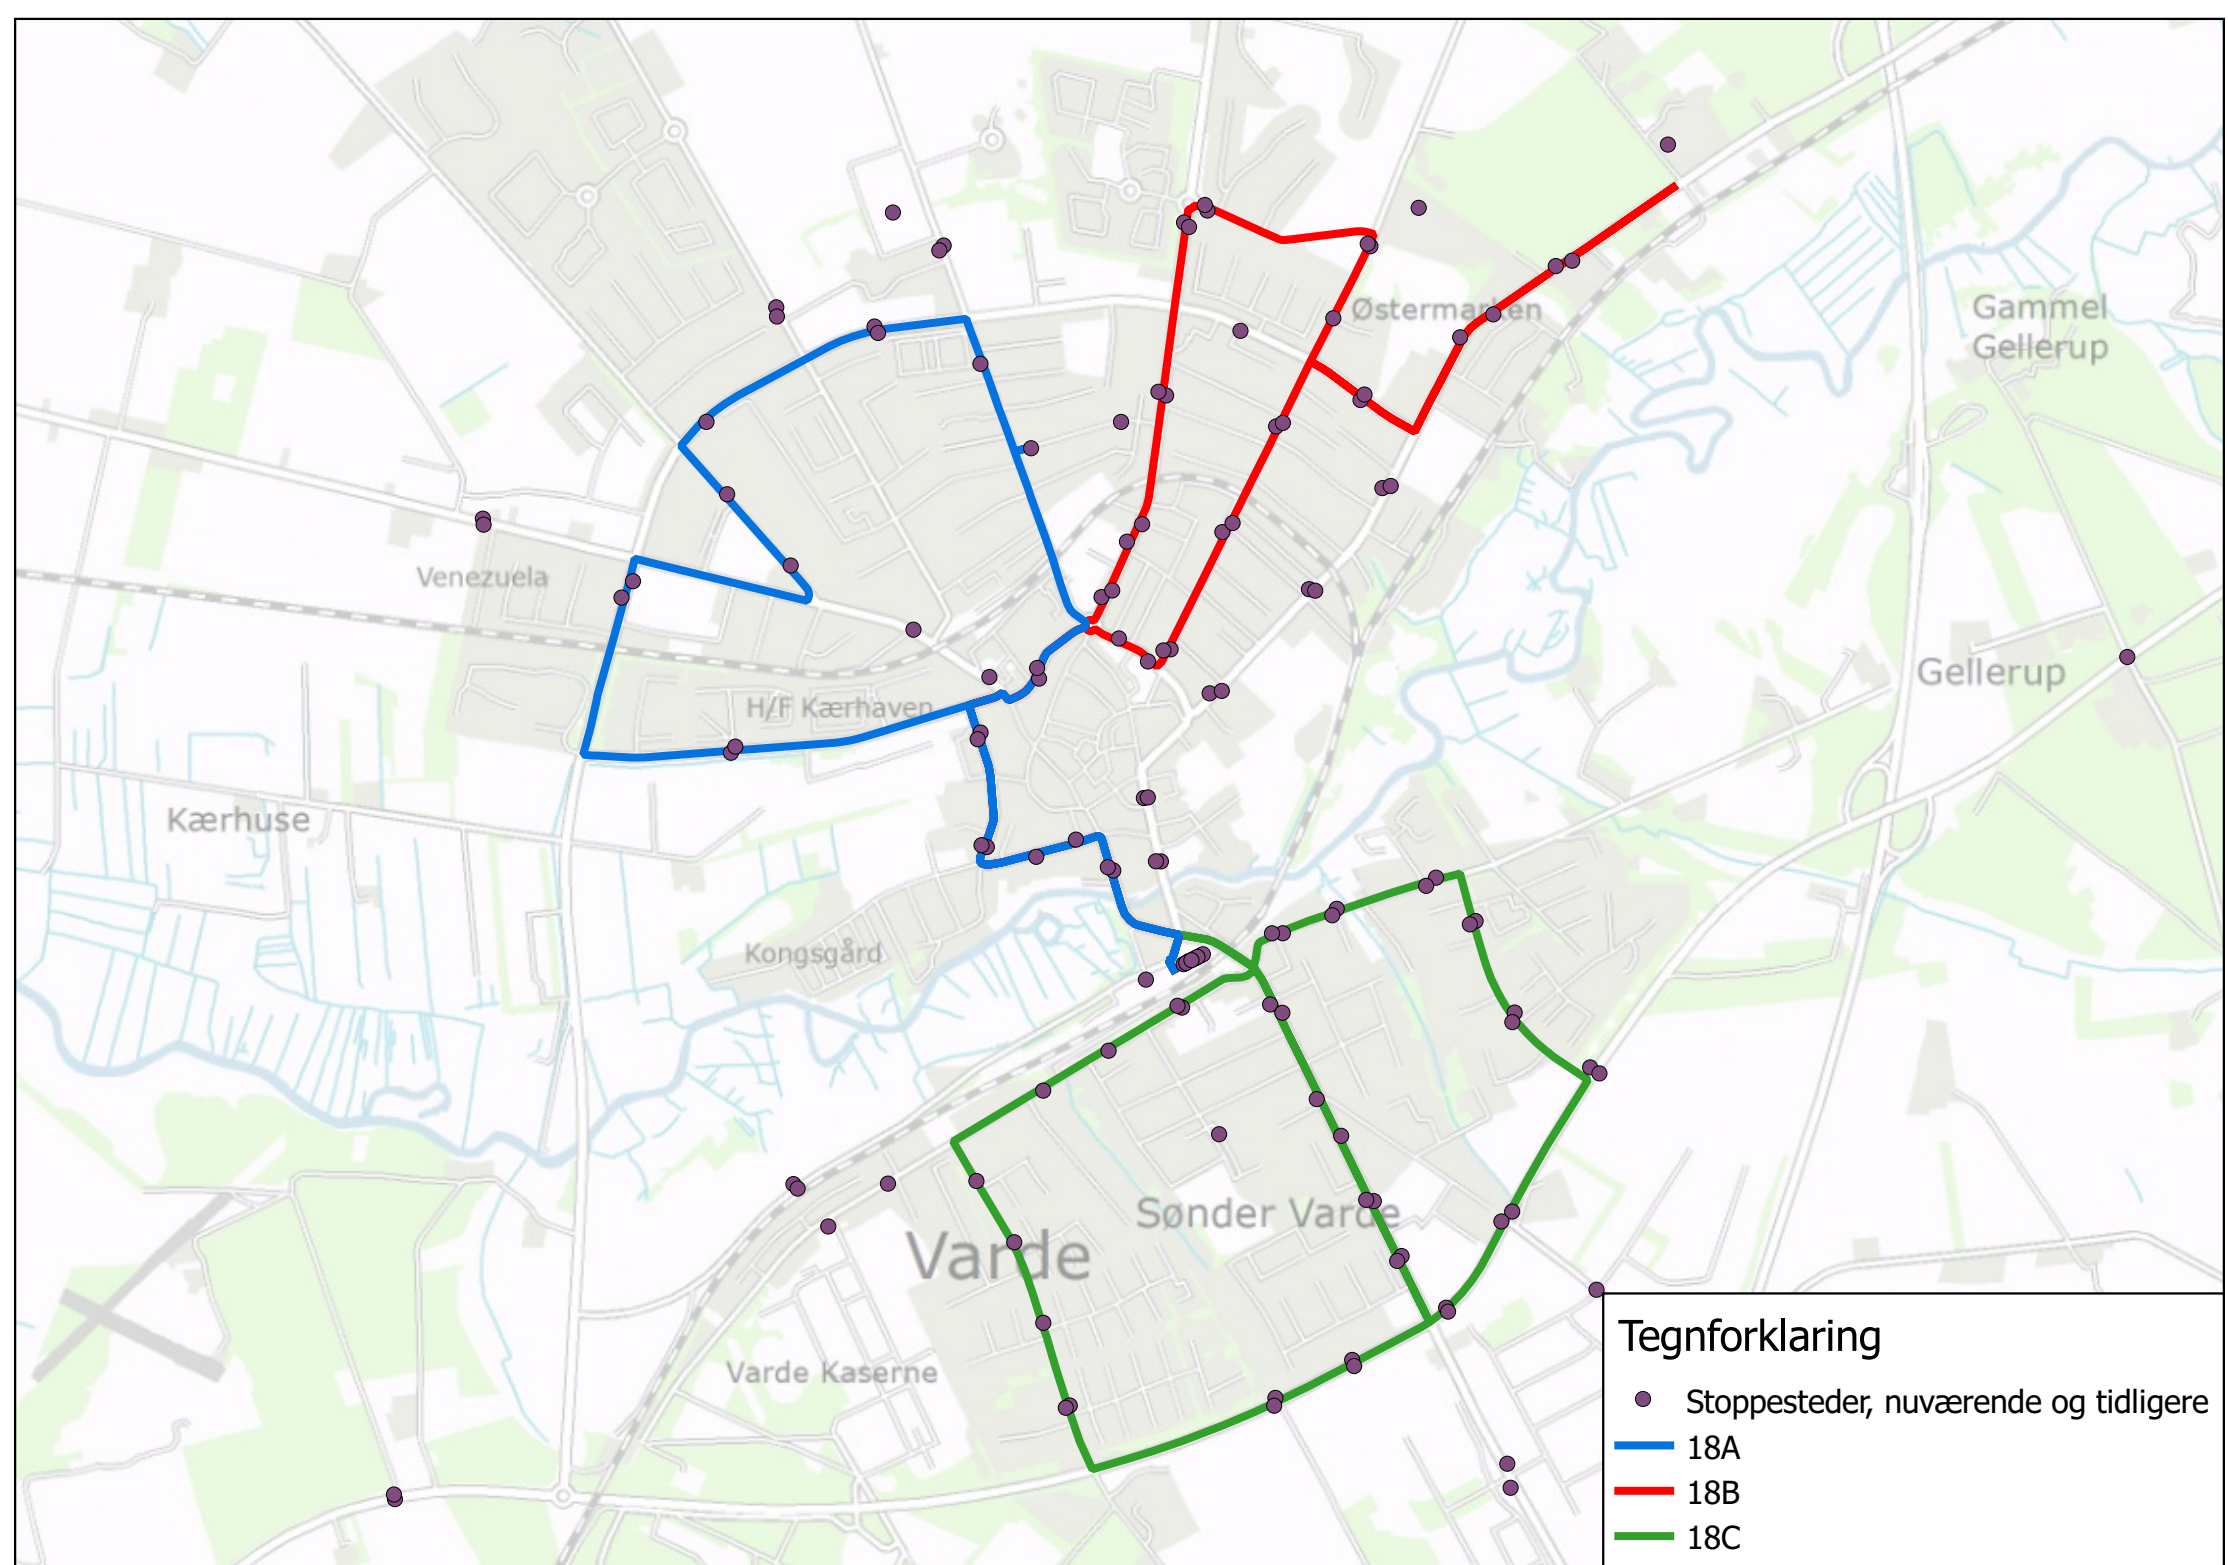 Østermarken
Gammel
Gellerup
Venezuela
Gellerup
H/F Kærhaven
Kærhuse
Kongsgård
Sønder Varde
Varde
Varde Kaserne
Tegnforklaring
Stoppesteder, nuværende og tidligere
18A
18B
18C